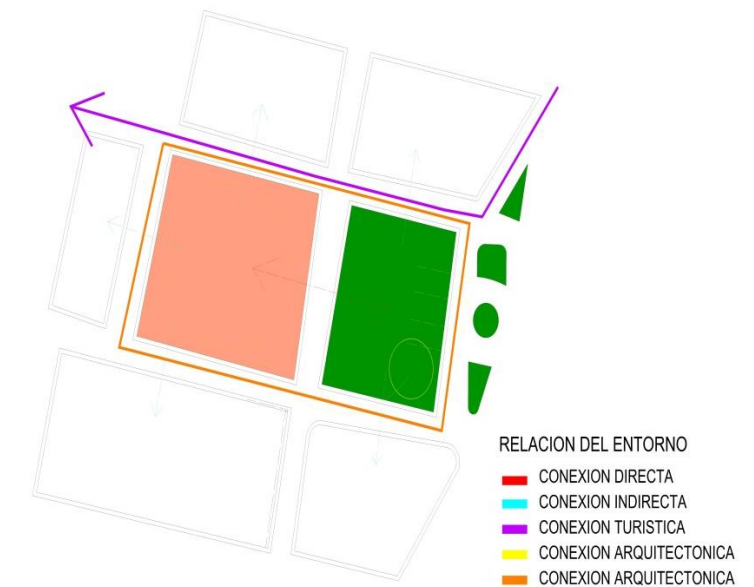 RELACION DEL ENTORNO
CONEXION DIRECTA
CONEXION INDIRECTA
CONEXION TURISTICA
CONEXION ARQUITECTONICA
CONEXION ARQUITECTONICA